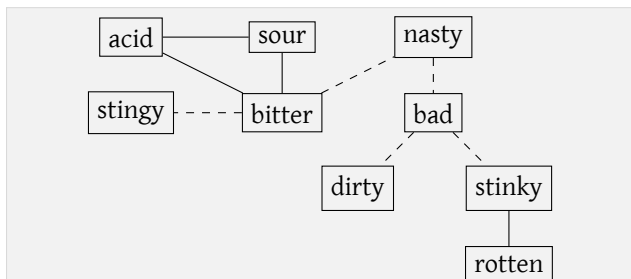 acid sour nasty
stingy bitter bad
dirty stinky
rotten